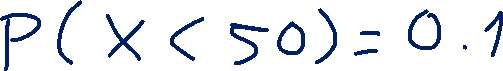 P(X < 50) = 0.1